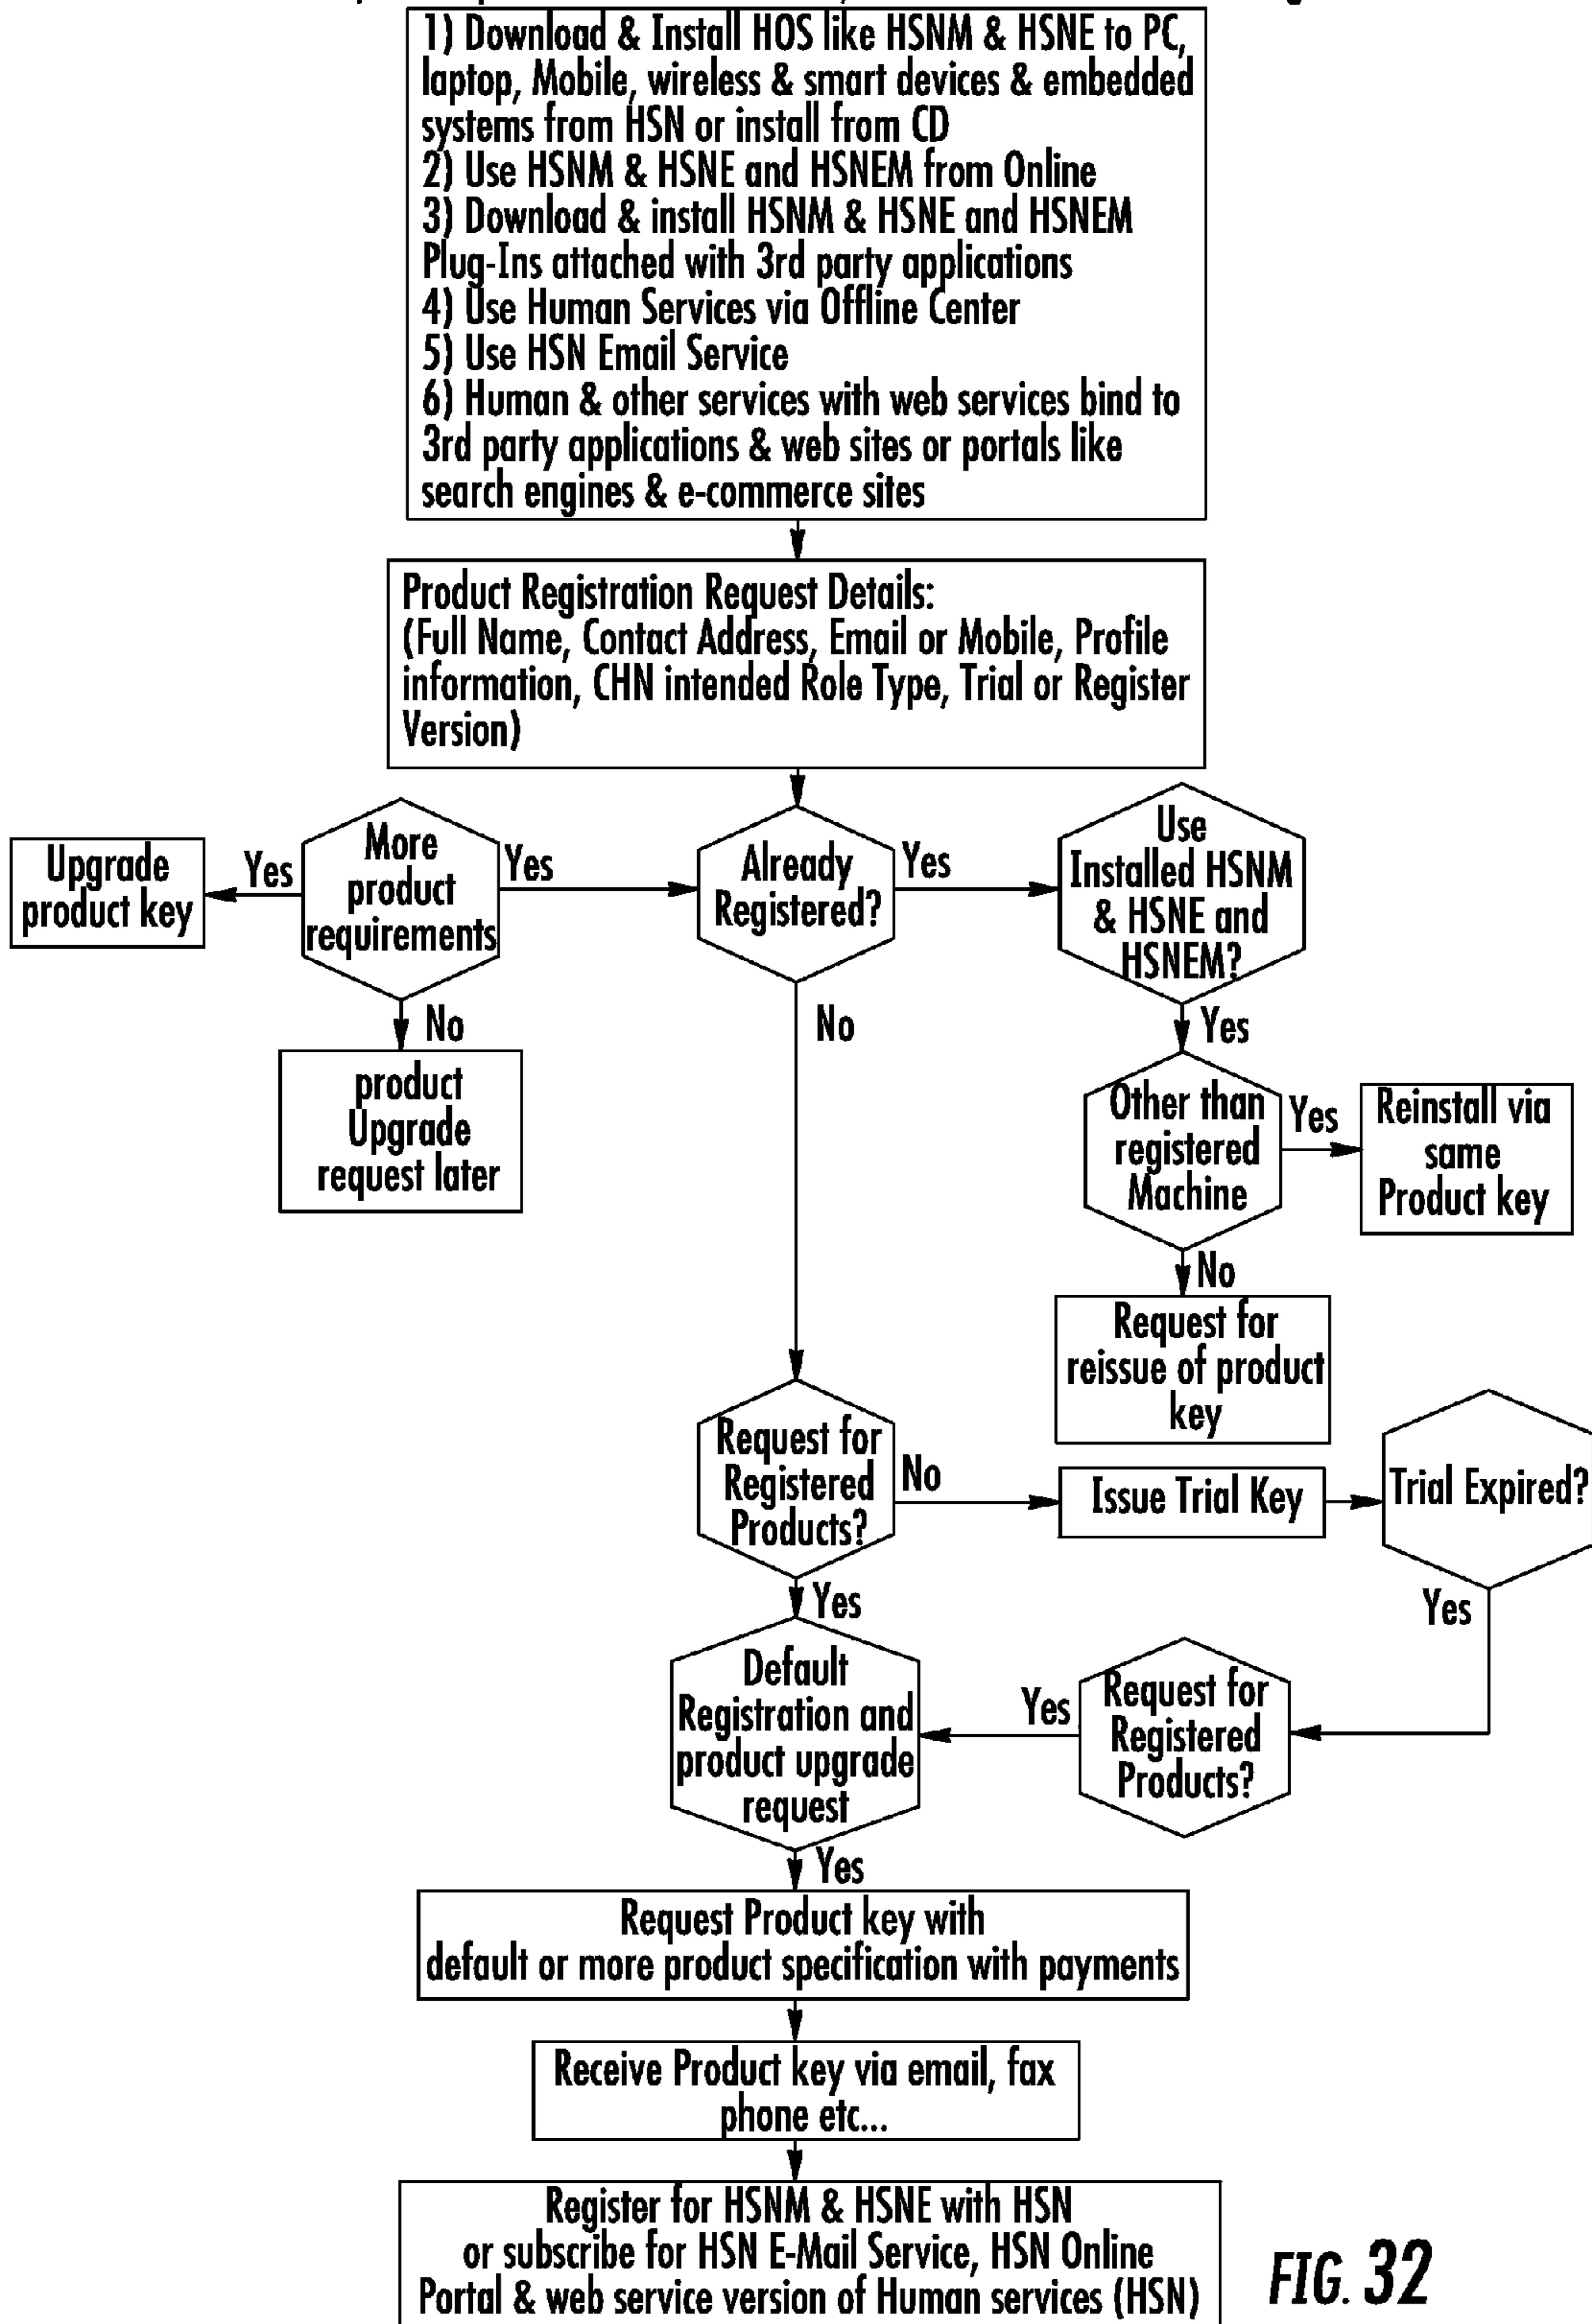 1) Download & Install HOS like HSNM & HSNE to PC,
laptop, Mobile, wireless & smart devices & embedded
systems from HSN or install from CD
2) Use HSNM & HSNE and HSNEM from Online
3) Download & install HSNM & HSNE and HSNEM
Plug-Ins attached with 3rd party applications
4) Use Human Services via Offline Center
5) Use HSN Email Service
6) Human & other services with web services bind to
3rd party applications & web sites or portals like
search engines & e-commerce sites
Product Registration Request Details:
(Full Name, Contact Address, Email or Mobile, Profile
information, CHN intended Role Type, Trial or Register
Version)
Upgrade
product key
Yes
More
product
requirements
Yes
Already
Registered?
Yes
Use
Installed HSNM
& HSNE and
HSNEM?
No
product
Upgrade
request later
No
Yes
Other than
registered
Machine
Yes
Reinstall via
same
Product key
No
Request for
reissue of product
key
Request for
Registered
Products?
No
Issue Trial Key
Trial Expired?
Yes
Yes
Default
Registration and
product upgrade
request
Yes
Request for
Registered
Products?
Yes
Request Product key with
default or more product specification with payments
Receive Product key via email, fax
phone etc...
Register for HSNM & HSNE with HSN
or subscribe for HSN E-Mail Service, HSN Online
Portal & web service version of Human services (HSN)
FIG. 32